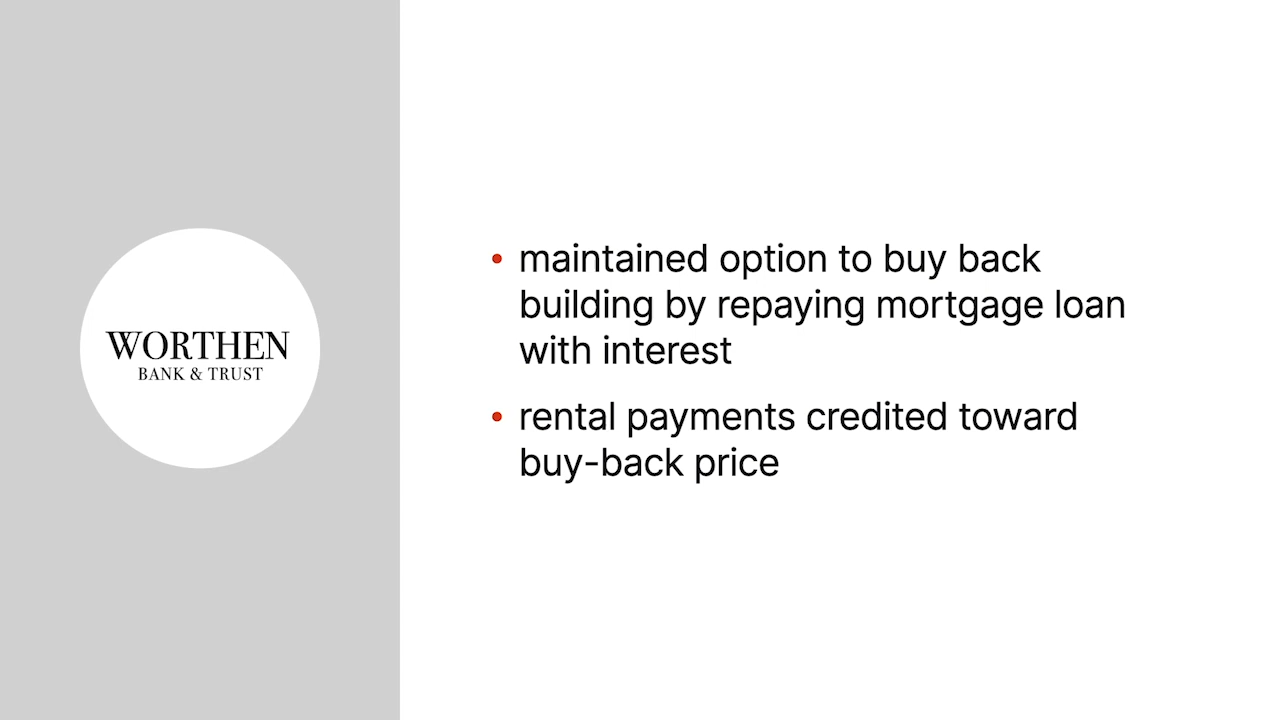 WORTHEN
BANK & TRUST
• maintained option to buy back
building by repaying mortgage loan
with interest
• rental payments credited toward
buy-back price